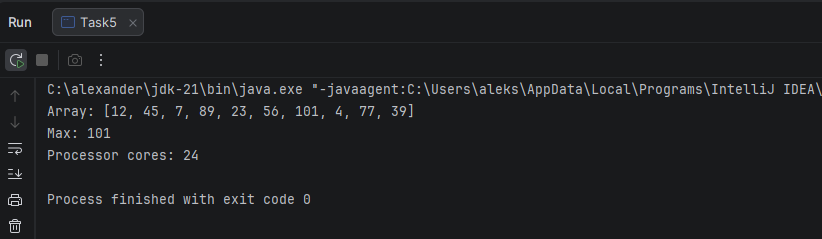 Run Task5
C:\alexander\jdk-21\bin\java.exe "-javaagent:C:\Users\aleks\AppData\Local\Programs\IntelliJ IDEA\
Array: [12, 45, 7, 89, 23, 56, 101, 4, 77, 39]
Max: 101
Processor cores: 24
Process finished with exit code 0